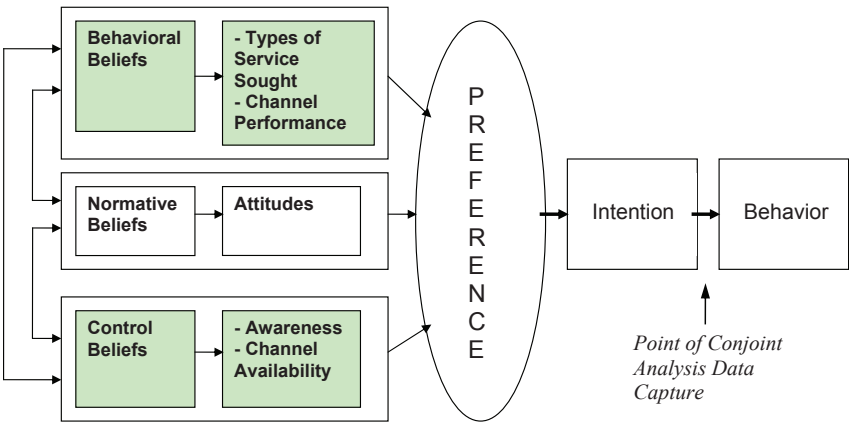 Behavioral
Beliefs
- Types of
Service
Sought
- Channel
Performance
Normative
Beliefs
Attitudes
Control
Beliefs
- Awareness
- Channel
Availability
P
R
E
F
E
R
E
N
C
E
Intention
Behavior
Point of Conjoint
Analysis Data
Capture